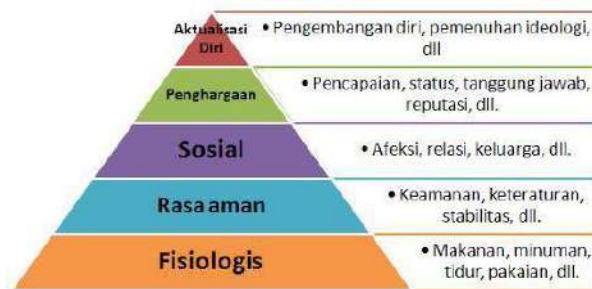 Aktualisasi
Diri
• Pengembangan diri, pemenuhan ideologi,
dll
Penghargaan
• Pencapaian, status, tanggung jawab,
reputasi, dll.
Sosial
• Afeksi, relasi, keluarga, dll.
Rasa aman
• Keamanan, keteraturan,
stabilitas, dll.
Fisiologis
• Makanan, minuman,
tidur, pakaian, dll.